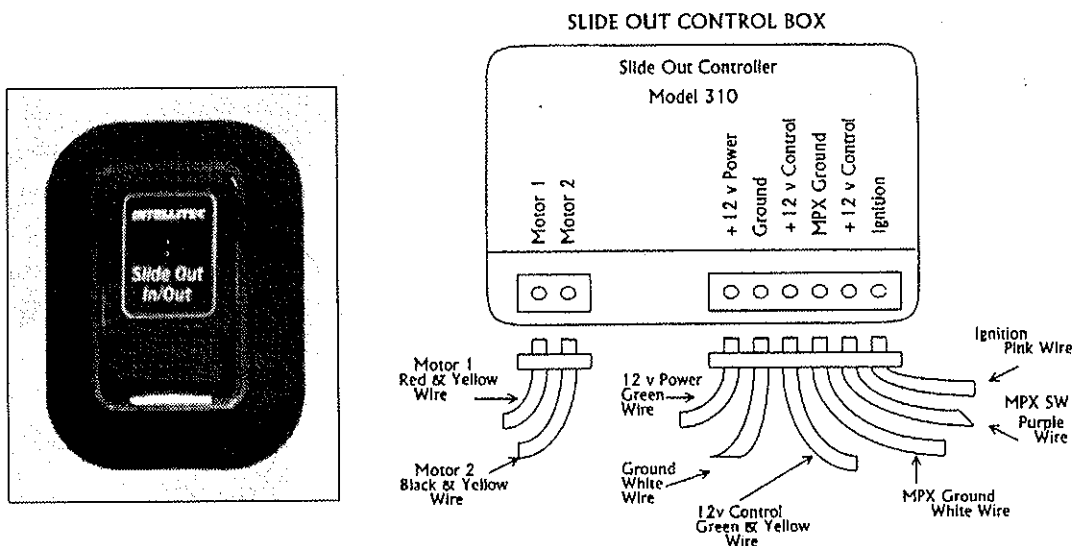 SLIDE OUT CONTROL BOX
Slide Out Controller
Model 310
Motor 1
Motor 2
+ 12 v Power
Ground
+ 12 v Control
MPX Ground
+ 12 v Control
Ignition
INTELLITEC
Slide Out
In/Out
Motor 1
Red & Yellow
Wire
Motor 2
Black & Yellow
Wire
12 v Power
Green
Wire
Ground
White
Wire
12v Control
Green & Yellow
Wire
Ignition
Pink Wire
MPX SW
Purple
Wire
MPX Ground
White Wire